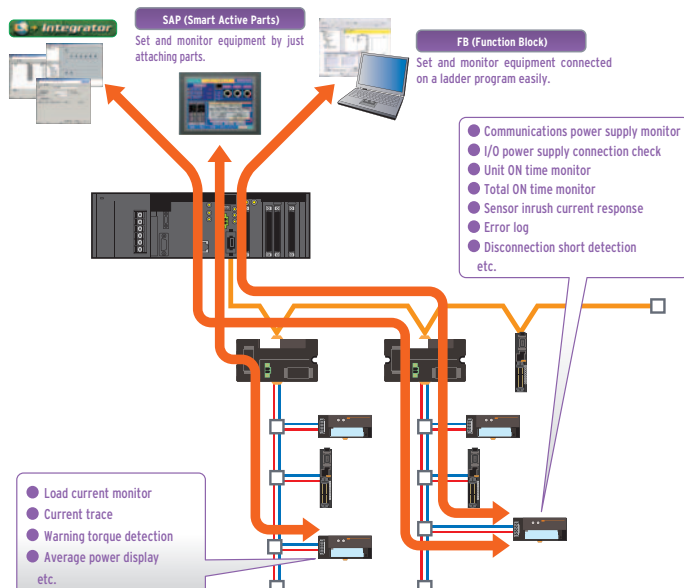 Integrator
SAP (Smart Active Parts)
Set and monitor equipment by just
attaching parts.
FB (Function Block)
Set and monitor equipment connected
on a ladder program easily.
Communications power supply monitor
I/O power supply connection check
Unit ON time monitor
Total ON time monitor
Sensor inrush current response
Error log
Disconnection short detection
etc.
Load current monitor
Current trace
Warning torque detection
Average power display
etc.